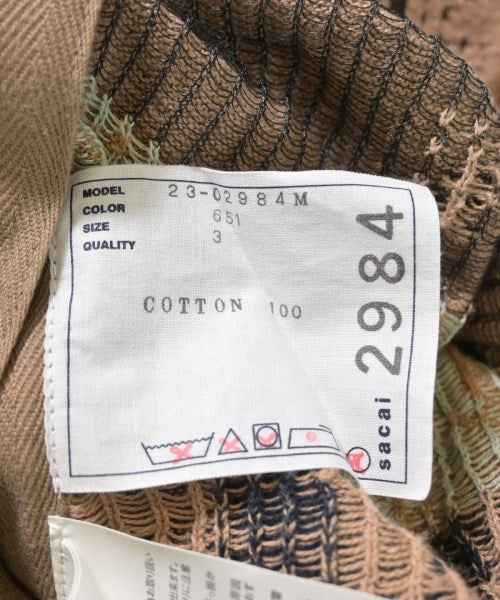 MODEL 23-02984M
COLOR 651
SIZE 3
QUALITY
COTTON 100
sacai 2984